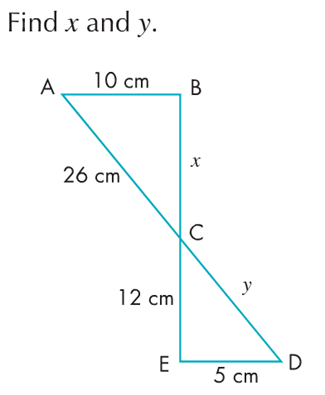 Find x and y.
A 10 cm B
x
26 cm
C
y
12 cm
E D
5 cm